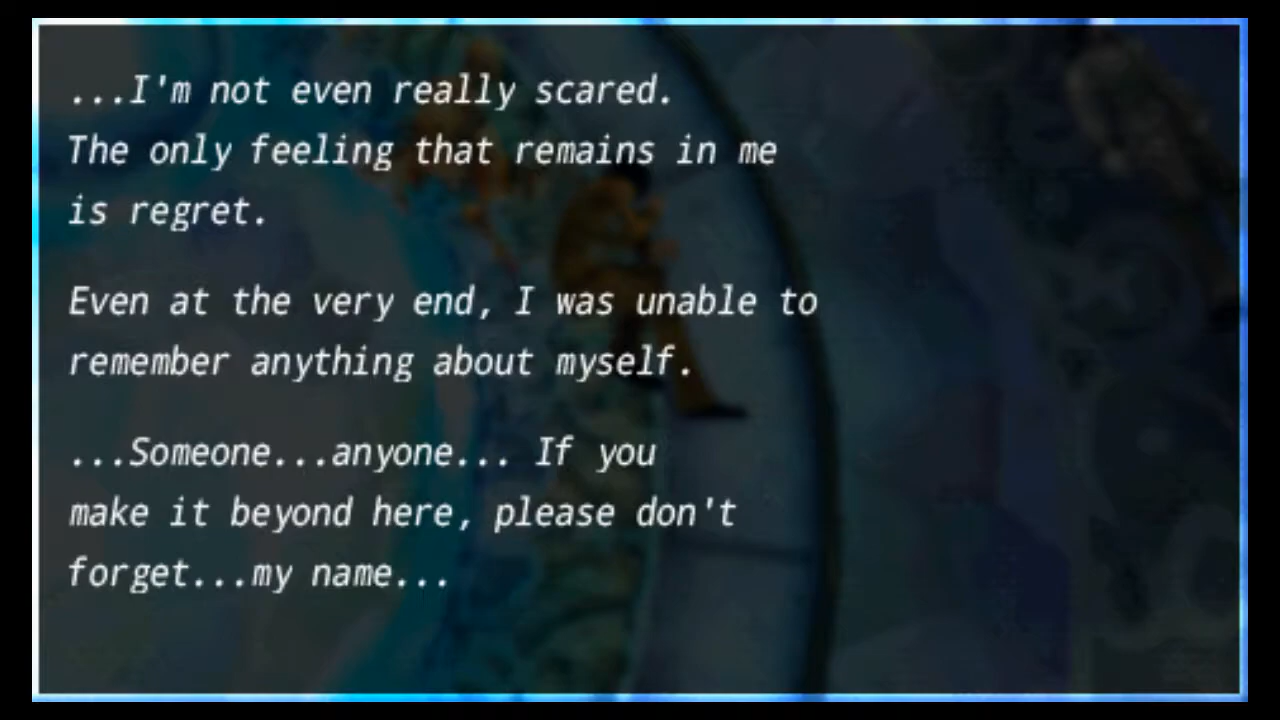 ...I'm not even really scared.
The only feeling that remains in me
is regret.
Even at the very end, I was unable to
remember anything about myself.
...Someone...anyone... If you
make it beyond here, please don't
forget...my name...